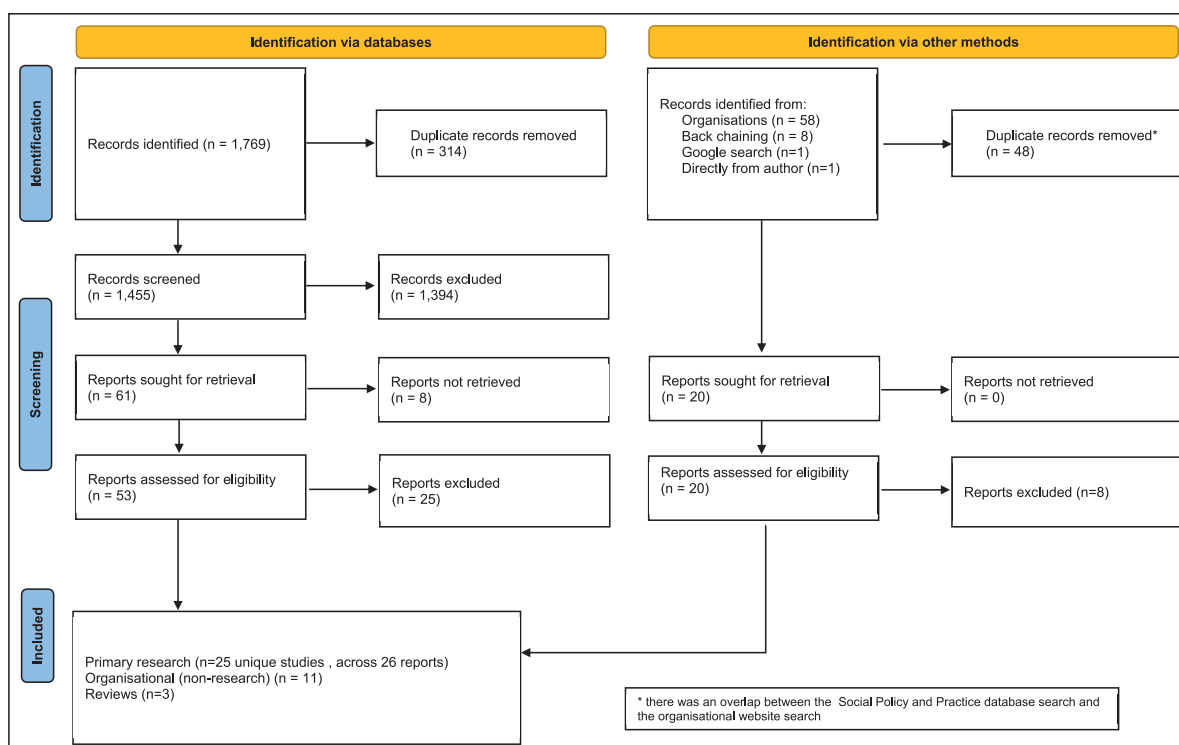 Identification via databases
Identification via other methods
Identification
Records identified (n = 1,769)
Duplicate records removed
(n = 314)
Records identified from:
Organisations (n = 58)
Back chaining (n = 8)
Google search (n=1)
Directly from author (n=1)
Duplicate records removed*
(n = 48)
Screening
Records screened
(n = 1,455)
Records excluded
(n = 1,394)
Reports sought for retrieval
(n = 61)
Reports not retrieved
(n = 8)
Reports sought for retrieval
(n = 20)
Reports not retrieved
(n = 0)
Reports assessed for eligibility
(n = 53)
Reports excluded
(n = 25)
Reports assessed for eligibility
(n = 20)
Reports excluded (n=8)
Included
Primary research (n=25 unique studies , across 26 reports)
Organisational (non-research) (n = 11)
Reviews (n=3)
* there was an overlap between the Social Policy and Practice database search and
the organisational website search